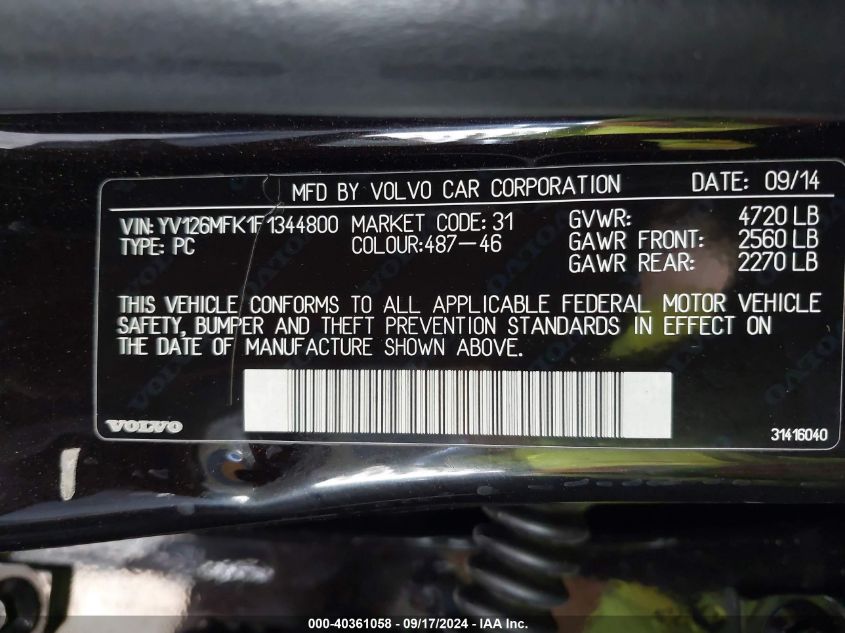 MFD BY VOLVO CAR CORPORATION DATE: 09/14
VIN: YV126MFK1F1344800 MARKET CODE: 31 GVWR: 4720 LB
TYPE: PC COLOUR:487-46 GAWR FRONT: 2560 LB
GAWR REAR: 2270 LB
THIS VEHICLE CONFORMS TO ALL APPLICABLE FEDERAL MOTOR VEHICLE
SAFETY, BUMPER AND THEFT PREVENTION STANDARDS IN EFFECT ON
THE DATE OF MANUFACTURE SHOWN ABOVE.
VOLVO
31416040
000-40361058 - 09/17/2024 - IAA Inc.